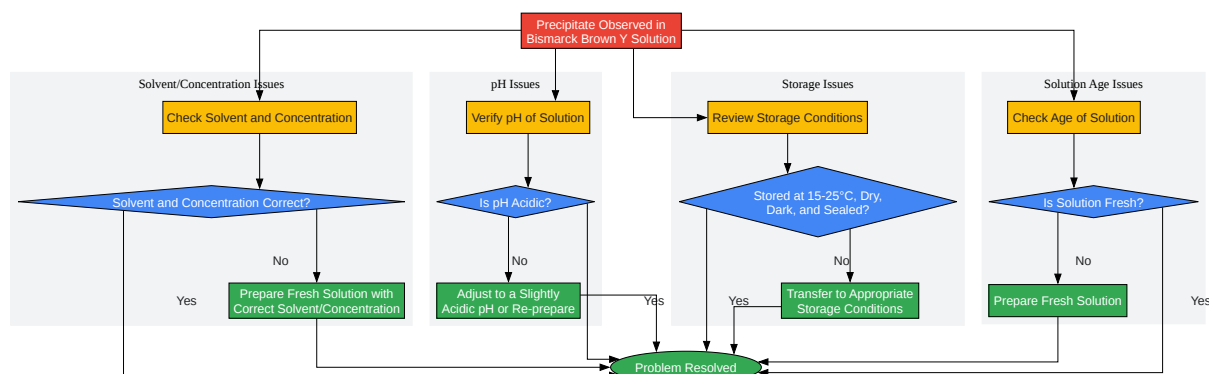 Precipitate Observed in
Bismarck Brown Y Solution
Solvent/Concentration Issues
pH Issues
Storage Issues
Solution Age Issues
Check Solvent and Concentration
Verify pH of Solution
Review Storage Conditions
Check Age of Solution
Solvent and Concentration Correct?
Is pH Acidic?
Stored at 15-25°C, Dry,
Dark, and Sealed?
Is Solution Fresh?
No
No
No
No
Yes
Prepare Fresh Solution with
Correct Solvent/Concentration
Adjust to a Slightly
Acidic pH or Re-prepare
Yes
Yes
Transfer to Appropriate
Storage Conditions
Prepare Fresh Solution
Yes
Problem Resolved